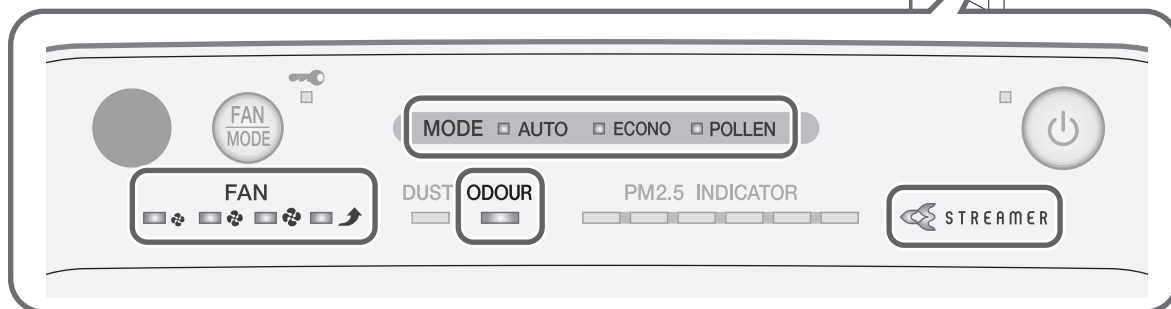 FAN
MODE
MODE AUTO ECONO POLLEN
FAN
DUST ODOUR PM2.5 INDICATOR
STREAMER